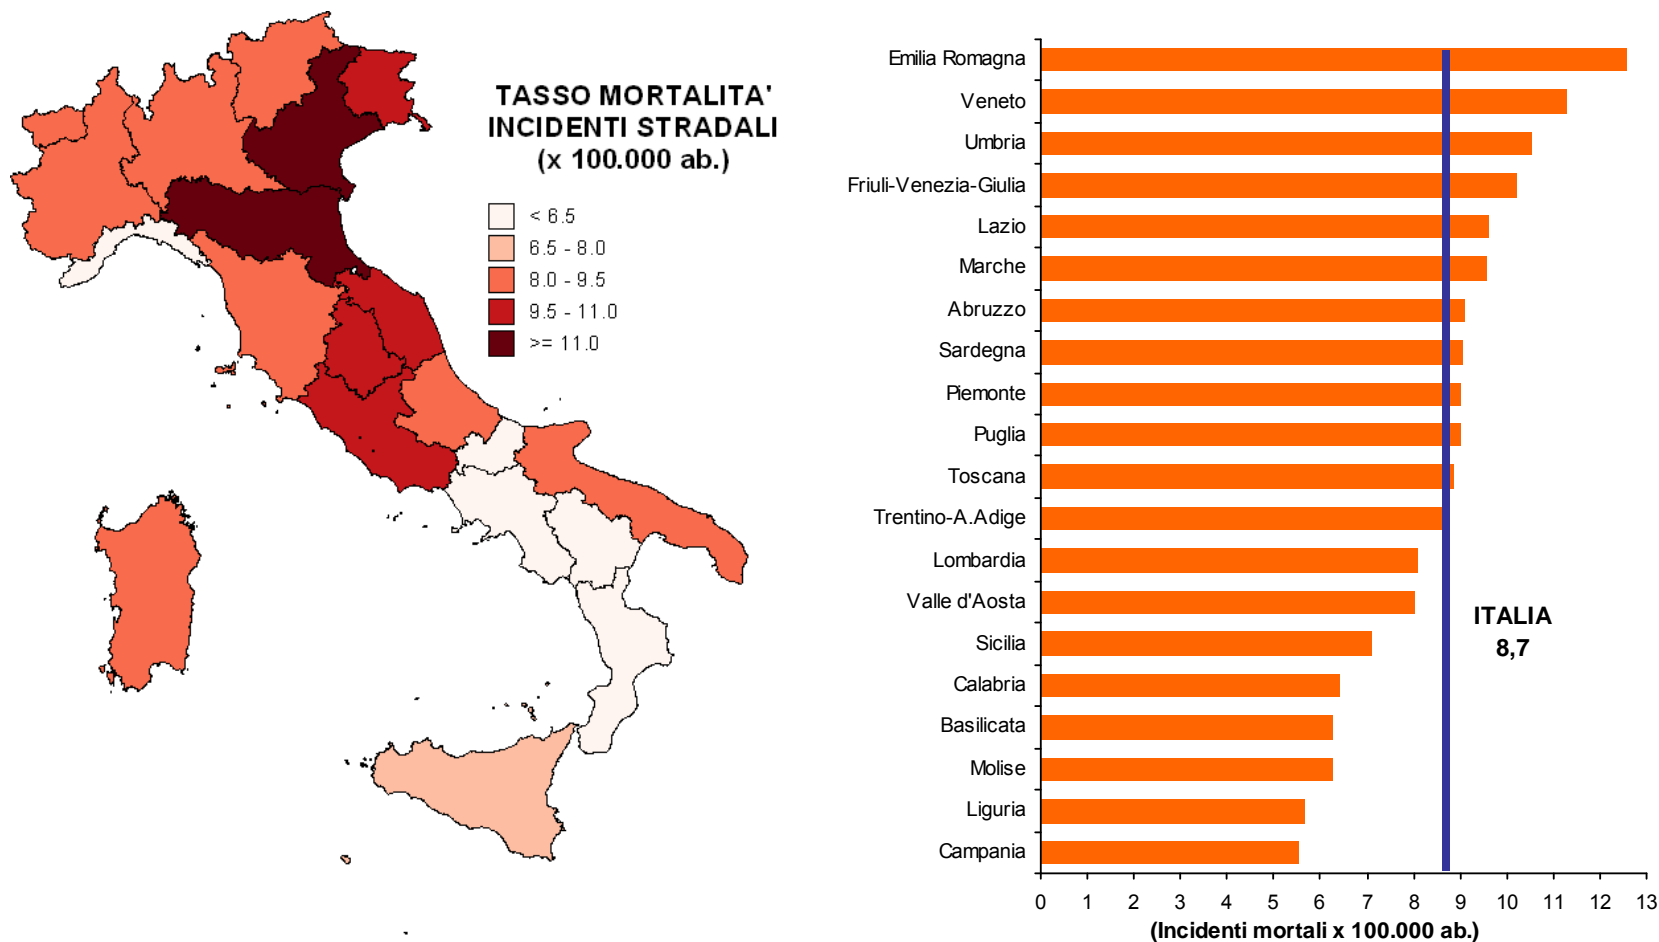 TASSO MORTALITA'
INCIDENTI STRADALI
(x 100.000 ab.)
< 6.5
6.5 - 8.0
8.0 - 9.5
9.5 - 11.0
>= 11.0
Emilia Romagna
Veneto
Umbria
Friuli-Venezia-Giulia
Lazio
Marche
Abruzzo
Sardegna
Piemonte
Puglia
Toscana
Trentino-A.Adige
Lombardia
Valle d'Aosta
Sicilia
Calabria
Basilicata
Molise
Liguria
Campania
ITALIA
8,7
0 1 2 3 4 5 6 7 8 9 10 11 12 13
(Incidenti mortali x 100.000 ab.)